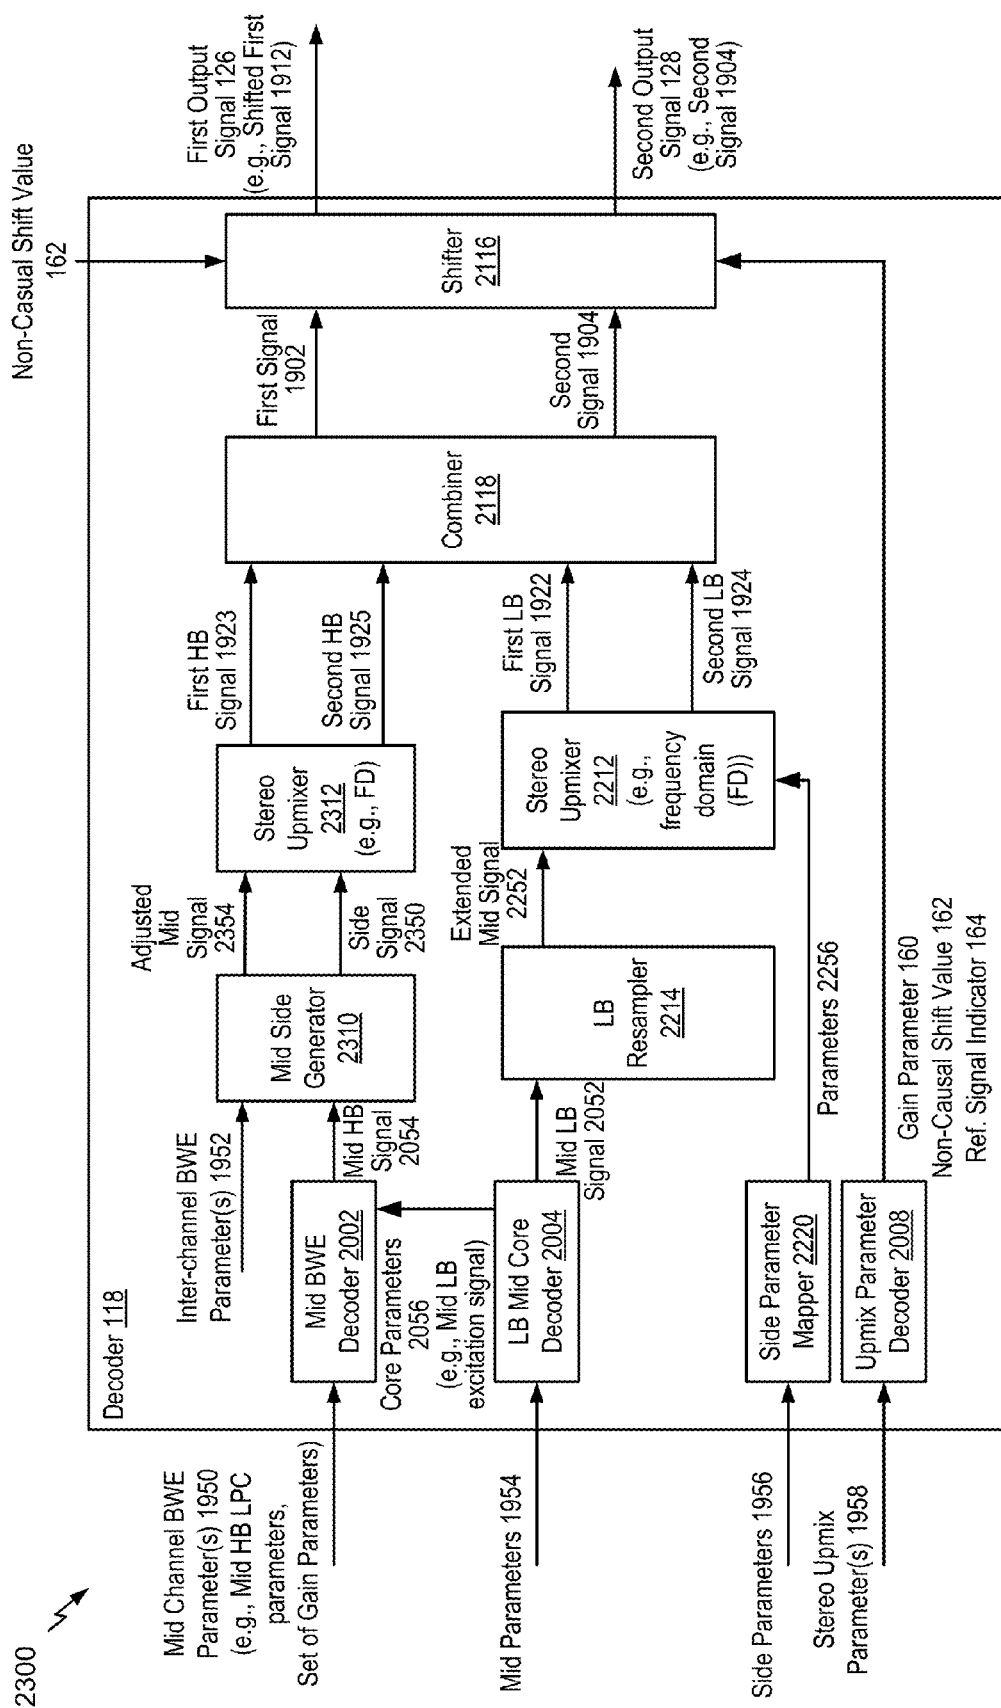 2300
Decoder 118
Mid Channel BWE
Parameter(s) 1950
(e.g., Mid HB LPC
parameters,
Set of Gain Parameters)
Mid Parameters 1954
Side Parameters 1956
Stereo Upmix
Parameter(s) 1958
Inter-channel BWE
Parameter(s) 1952
Mid BWE
Decoder 2002
Core Parameters
2056
(e.g., Mid LB
excitation signal)
LB Mid Core
Decoder 2004
Side Parameter
Mapper 2220
Upmix Parameter
Decoder 2008
Mid HB
Signal
2054
Mid LB
Signal 2052
Mid Side
Generator
2310
LB
Resampler
2214
Parameters 2256
Gain Parameter 160
Non-Causal Shift Value 162
Ref. Signal Indicator 164
Adjusted
Mid
Signal
2354
Side
Signal
2350
Extended
Mid Signal
2252
Stereo
Upmixer
2312
(e.g., FD)
Stereo
Upmixer
2212
(e.g.,
frequency
domain
(FD))
First HB
Signal 1923
Second HB
Signal 1925
First LB
Signal 1922
Second LB
Signal 1924
Combiner
2118
First Signal
1902
Second
Signal 1904
Shifter
2116
Non-Casual Shift Value
162
First Output
Signal 126
(e.g., Shifted First
Signal 1912)
Second Output
Signal 128
(e.g., Second
Signal 1904)